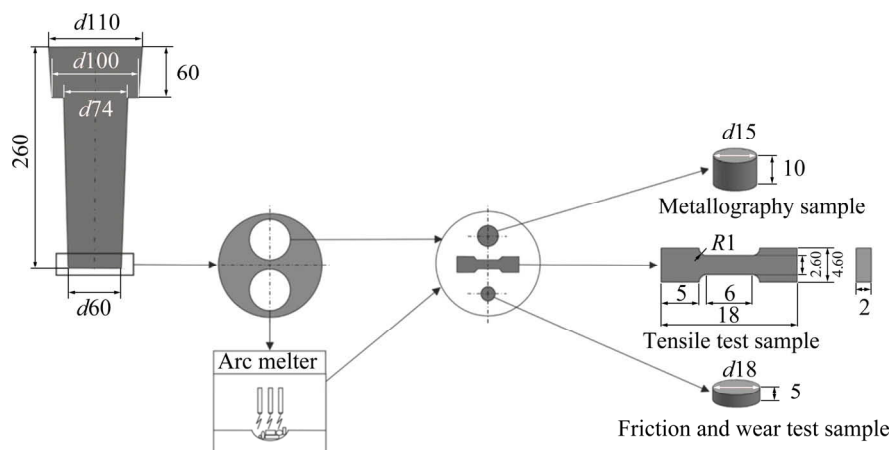 d110
d100
60
d74
260
d60
Arc melter
d15
10
Metallography sample
R1
2.60
4.60
5
6
18
2
Tensile test sample
d18
5
Friction and wear test sample